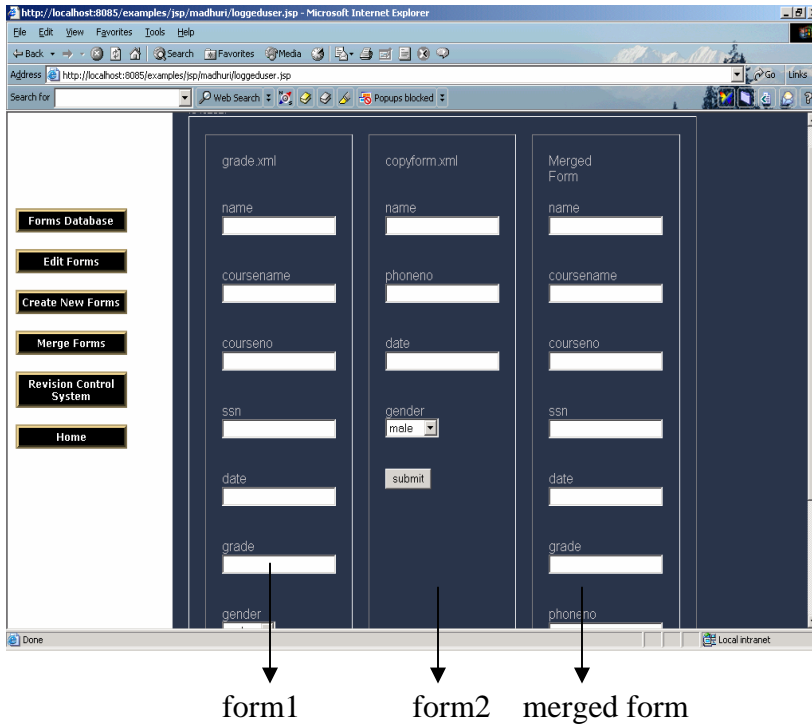 http://localhost:8085/examples/jsp/madhuri/loggeduser.jsp - Microsoft Internet Explorer
File Edit View Favorites Tools Help
Back Search Favorites Media
Address http://localhost:8085/examples/jsp/madhuri/loggeduser.jsp Go Links
Search for Web Search Popups blocked
Forms Database
Edit Forms
Create New Forms
Merge Forms
Revision Control
System
Home
grade.xml
name
coursename
courseno
ssn
date
grade
gender
copyform.xml
name
phoneno
date
gender
male
submit
Merged
Form
name
coursename
courseno
ssn
date
grade
phoneno
Done Local intranet
form1 form2 merged form